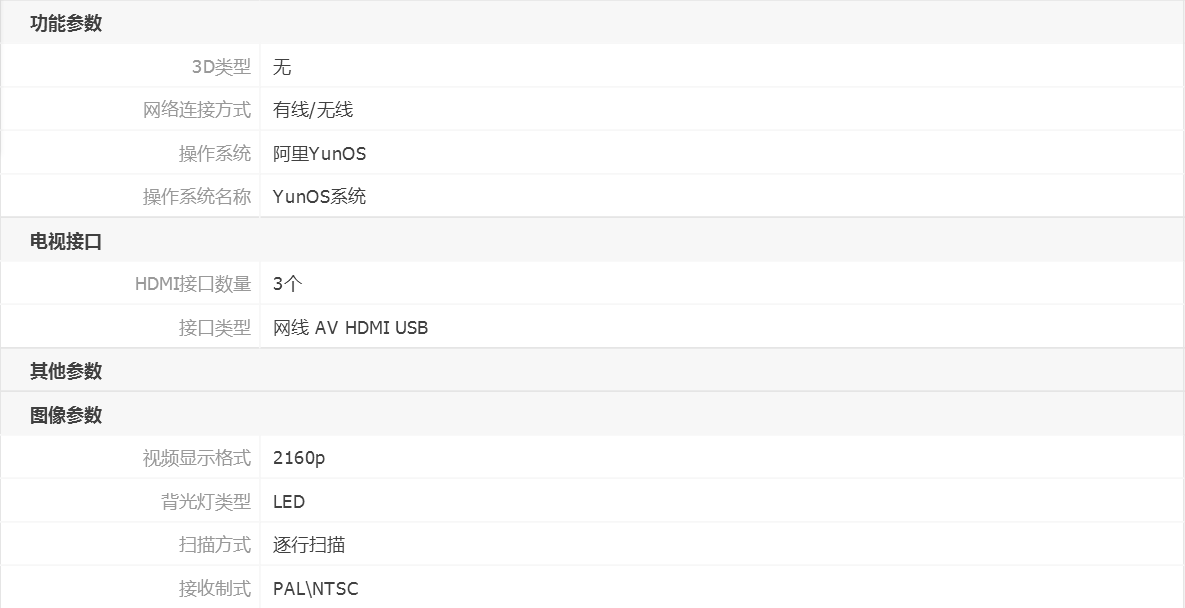 功能参数
3D类型 无
网络连接方式 有线/无线
操作系统 阿里YunOS
操作系统名称 YunOS系统
电视接口
HDMI接口数量 3个
接口类型 网线 AV HDMI USB
其他参数
图像参数
视频显示格式 2160p
背光灯类型 LED
扫描方式 逐行扫描
接收制式 PAL\NTSC